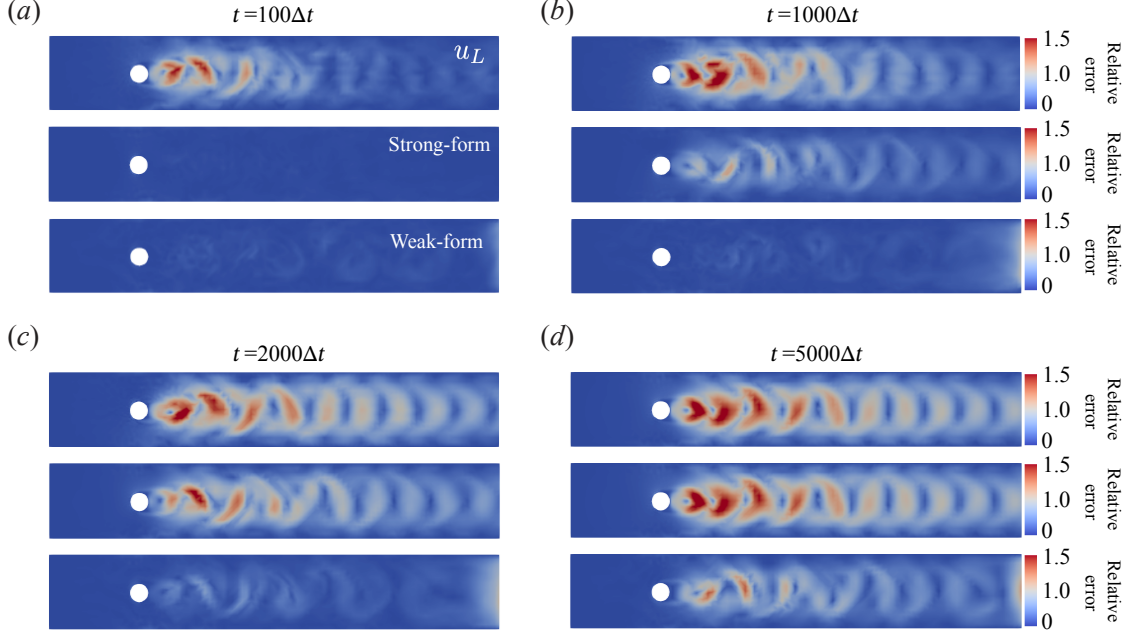 (a)
t=100Δt
u_L
Strong-form
Weak-form
(b)
t=1000Δt
1.5
1.0
0
Relative
error
1.5
1.0
0
Relative
error
1.5
1.0
0
Relative
error
(c)
t=2000Δt
(d)
t=5000Δt
1.5
1.0
0
Relative
error
1.5
1.0
0
Relative
error
1.5
1.0
0
Relative
error